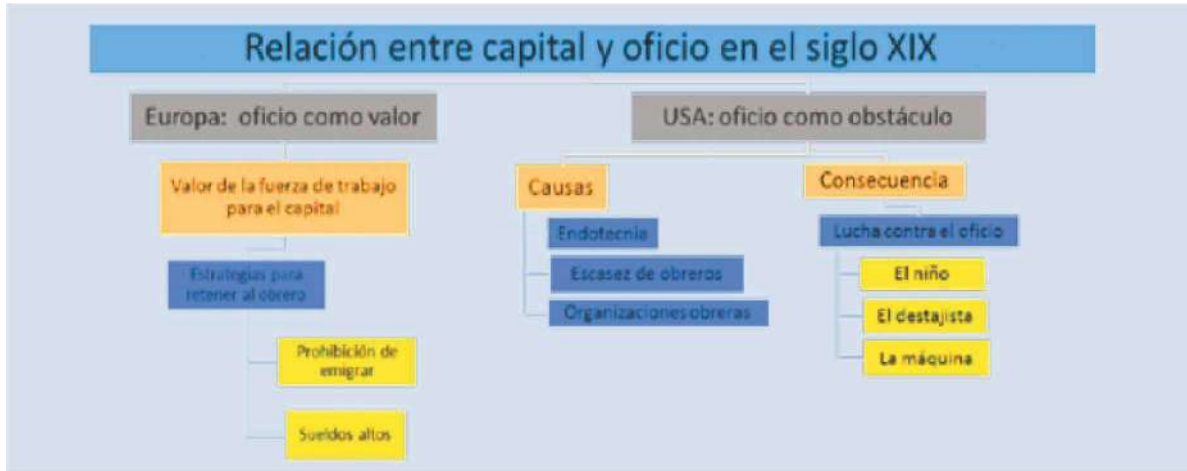 Relación entre capital y oficio en el siglo XIX
Europa: oficio como valor
Valor de la fuerza de trabajo
para el capital
Estrategias para
retener al obrero
Prohibición de
emigrar
Sueldos altos
USA: oficio como obstáculo
Causas
Endotecnia
Escasez de obreros
Organizaciones obreras
Consecuencia
Lucha contra el oficio
El niño
El destajista
La máquina